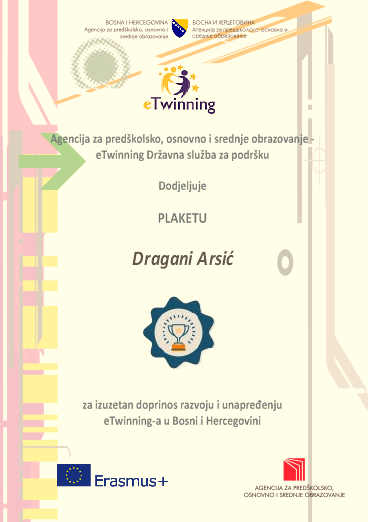 BOSNA I HERCEGOVINA
Agencija za predškolsko, osnovno i
srednje obrazovanje
БОСНА И ХЕРЦЕГОВИНА
Агенција за предшколско, основно и
средње образовање
eTwinning
Agencija za predškolsko, osnovno i srednje obrazovanje -
eTwinning Državna služba za podršku
Dodjeljuje
PLAKETU
Dragani Arsić
za izuzetan doprinos razvoju i unapređenju
eTwinning-a u Bosni i Hercegovini
Erasmus+
AGENCIJA ZA PREDŠKOLSKO,
OSNOVNO I SREDNJE OBRAZOVANJE